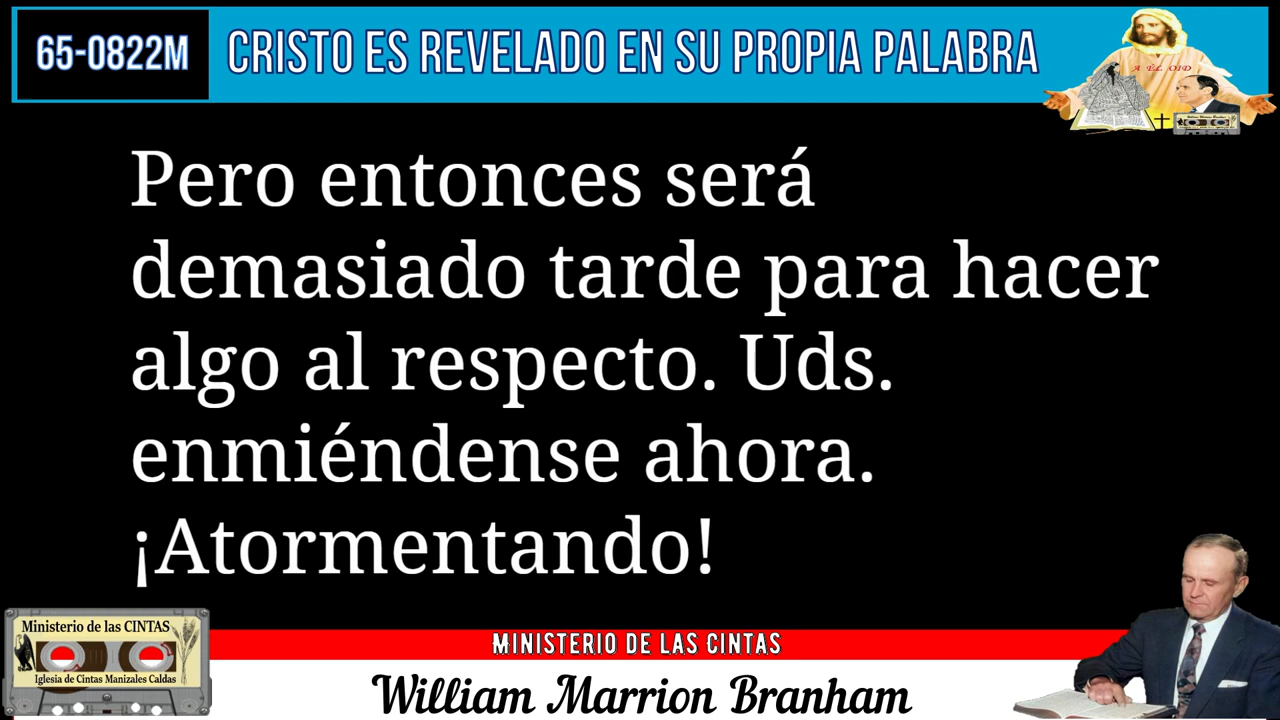 65-0822M
CRISTO ES REVELADO EN SU PROPIA PALABRA
A ÉL OID
Pero entonces será
demasiado tarde para hacer
algo al respecto. Uds.
enmiéndense ahora.
¡Atormentando!
Ministerio de las CINTAS
Iglesia de Cintas Manizales Caldas
MINISTERIO DE LAS CINTAS
William Marrion Branham